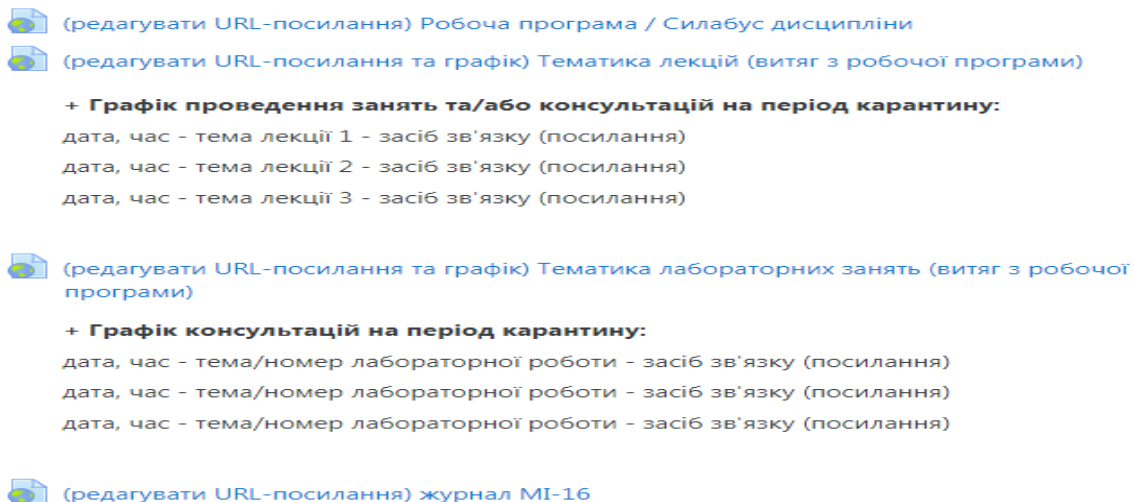 (редагувати URL-посилання) Робоча програма / Силабус дисципліни
(редагувати URL-посилання та графік) Тематика лекцій (витяг з робочої програми)
+ Графік проведення занять та/або консультацій на період карантину:
дата, час - тема лекції 1 - засіб зв'язку (посилання)
дата, час - тема лекції 2 - засіб зв'язку (посилання)
дата, час - тема лекції 3 - засіб зв'язку (посилання)
(редагувати URL-посилання та графік) Тематика лабораторних занять (витяг з робочої
програми)
+ Графік консультацій на період карантину:
дата, час - тема/номер лабораторної роботи - засіб зв'язку (посилання)
дата, час - тема/номер лабораторної роботи - засіб зв'язку (посилання)
дата, час - тема/номер лабораторної роботи - засіб зв'язку (посилання)
(редагувати URL-посилання) журнал МІ-16